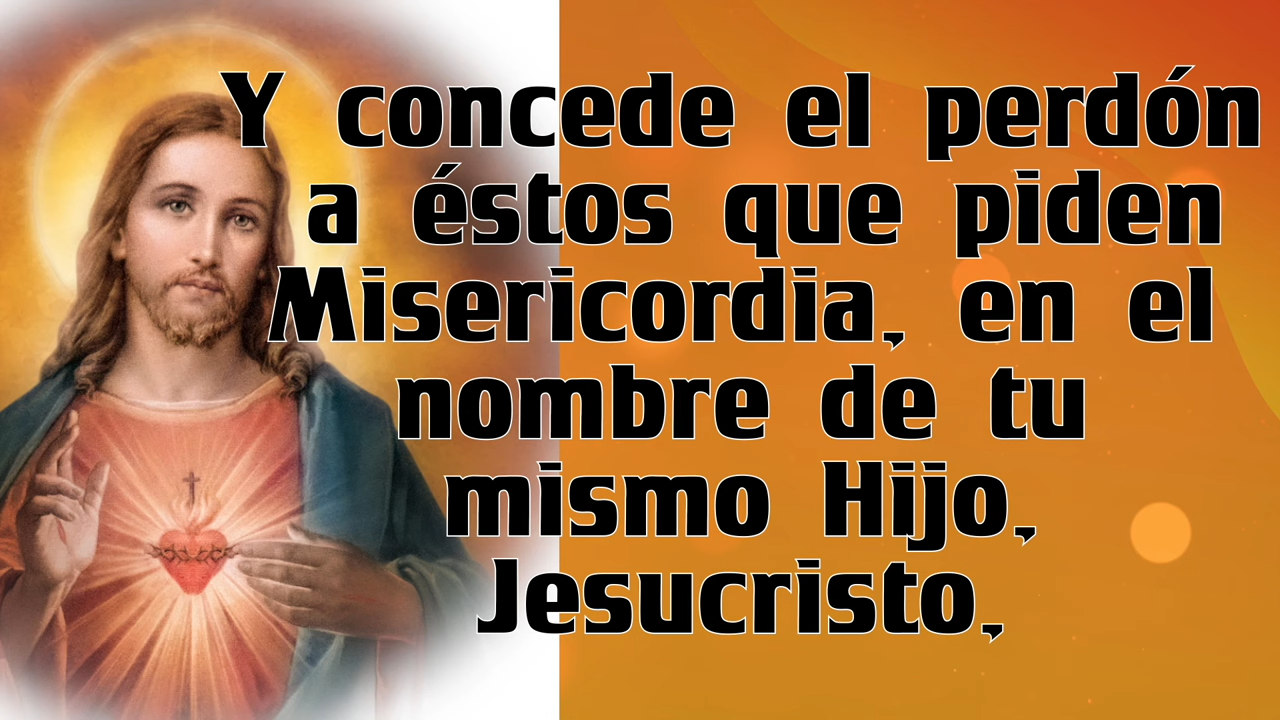 Y concede el perdón
a éstos que piden
Misericordia, en el
nombre de tu
mismo Hijo,
Jesucristo,